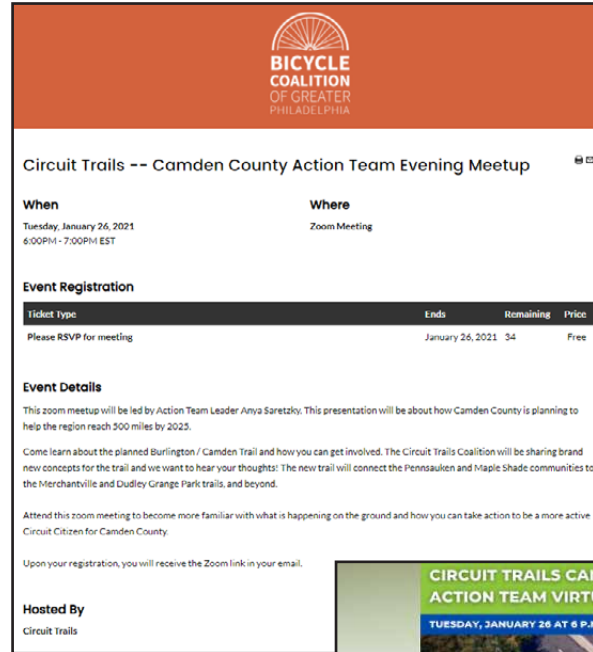 BICYCLE
COALITION
OF GREATER
PHILADELPHIA
Circuit Trails -- Camden County Action Team Evening Meetup
When
Where
Tuesday, January 26, 2021
Zoom Meeting
6:00PM - 7:00PM EST
Event Registration
Ticket Type Ends Remaining Price
Please RSVP for meeting January 26, 2021 34 Free
Event Details
This zoom meetup will be led by Action Team Leader Anya Saretzky. This presentation will be about how Camden County is planning to
help the region reach 500 miles by 2025.
Come learn about the planned Burlington / Camden Trail and how you can get involved. The Circuit Trails Coalition will be sharing brand
new concepts for the trail and we want to hear your thoughts! The new trail will connect the Pennsauken and Maple Shade communities to
the Merchantville and Dudley Grange Park trails, and beyond.
Attend this zoom meeting to become more familiar with what is happening on the ground and how you can take action to be a more active
Circuit Citizen for Camden County.
Upon your registration, you will receive the Zoom link in your email.
Hosted By
Circuit Trails
CIRCUIT TRAILS CA
ACTION TEAM VIRT
TUESDAY, JANUARY 26 AT 6 P.